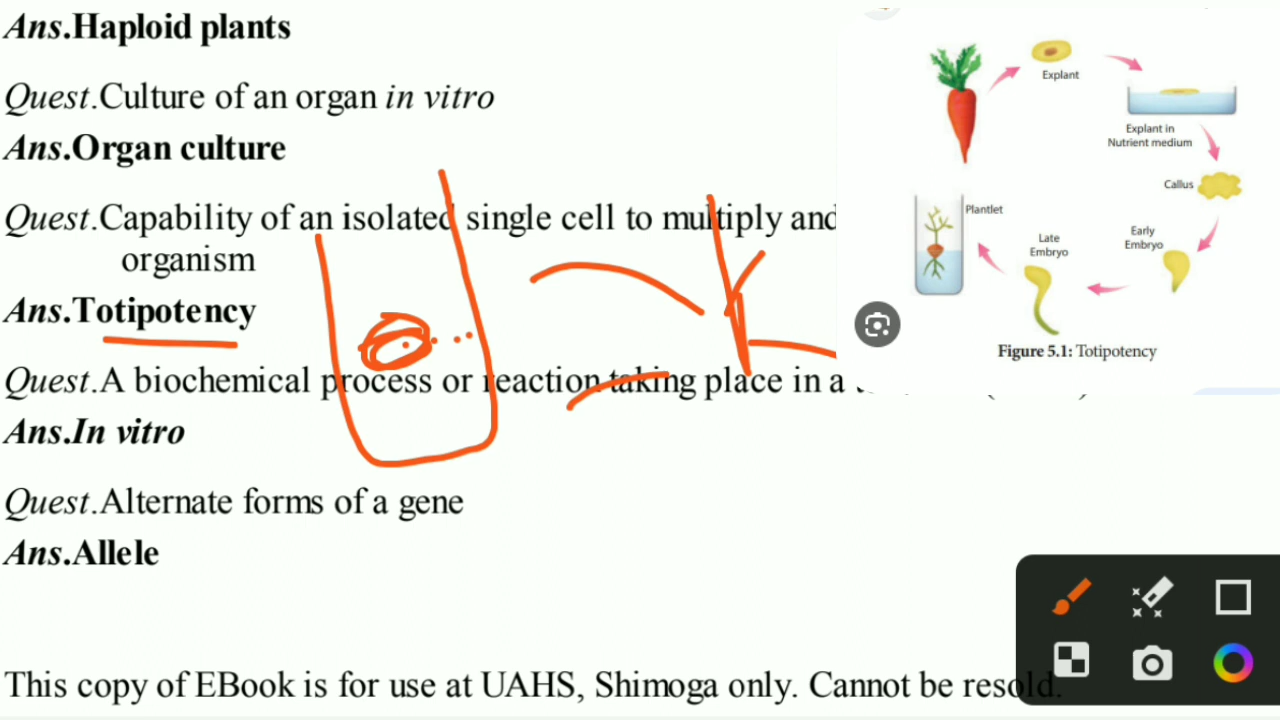 Ans.Haploid plants
Quest.Culture of an organ in vitro
Ans.Organ culture
Quest.Capability of an isolated single cell to multiply and
organism
Ans.Totipotency
Quest.A biochemical process or reaction taking place in a
Ans.In vitro
Quest.Alternate forms of a gene
Ans.Allele
This copy of EBook is for use at UAHS, Shimoga only. Cannot be resold.
Explant
Explant in
Nutrient medium
Callus
Early
Embryo
Late
Embryo
Plantlet
Figure 5.1: Totipotency